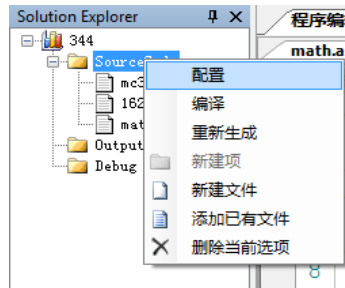 Solution Explorer
程序编
344
math.a
mc3
162
mat
Output
Debug
配置
编译
重新生成
新建项
新建文件
添加已有文件
删除当前选项
8